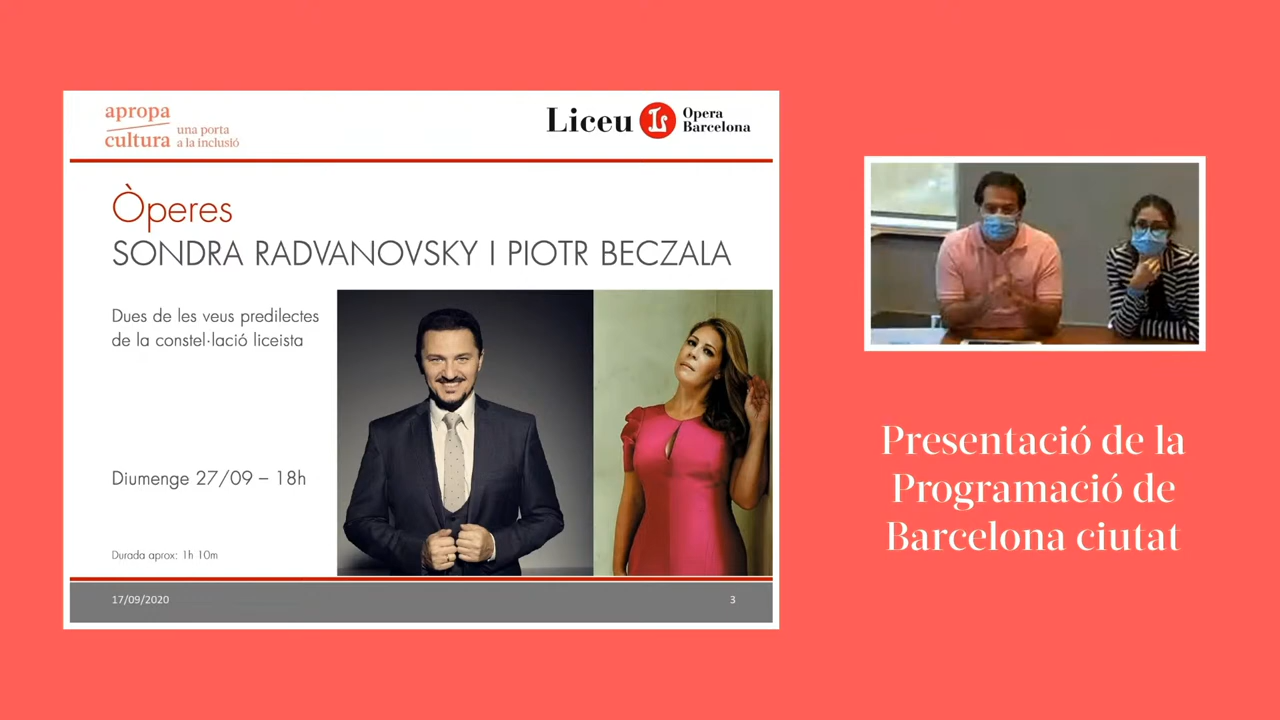 apropa
cultura
una porta
a la inclusió
Liceu
Opera
Barcelona
Òperes
SONDRA RADVANOVSKY I PIOTR BECZALA
Dues de les veus predilectes
de la constel·lació liceista
Diumenge 27/09 – 18h
Durada aprox: 1h 10m
17/09/2020
3
Presentació de la
Programació de
Barcelona ciutat